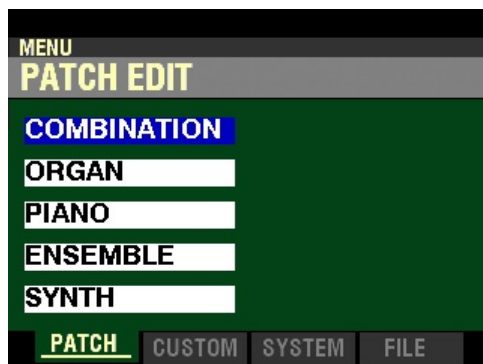 MENU
PATCH EDIT
COMBINATION
ORGAN
PIANO
ENSEMBLE
SYNTH
PATCH CUSTOM SYSTEM FILE